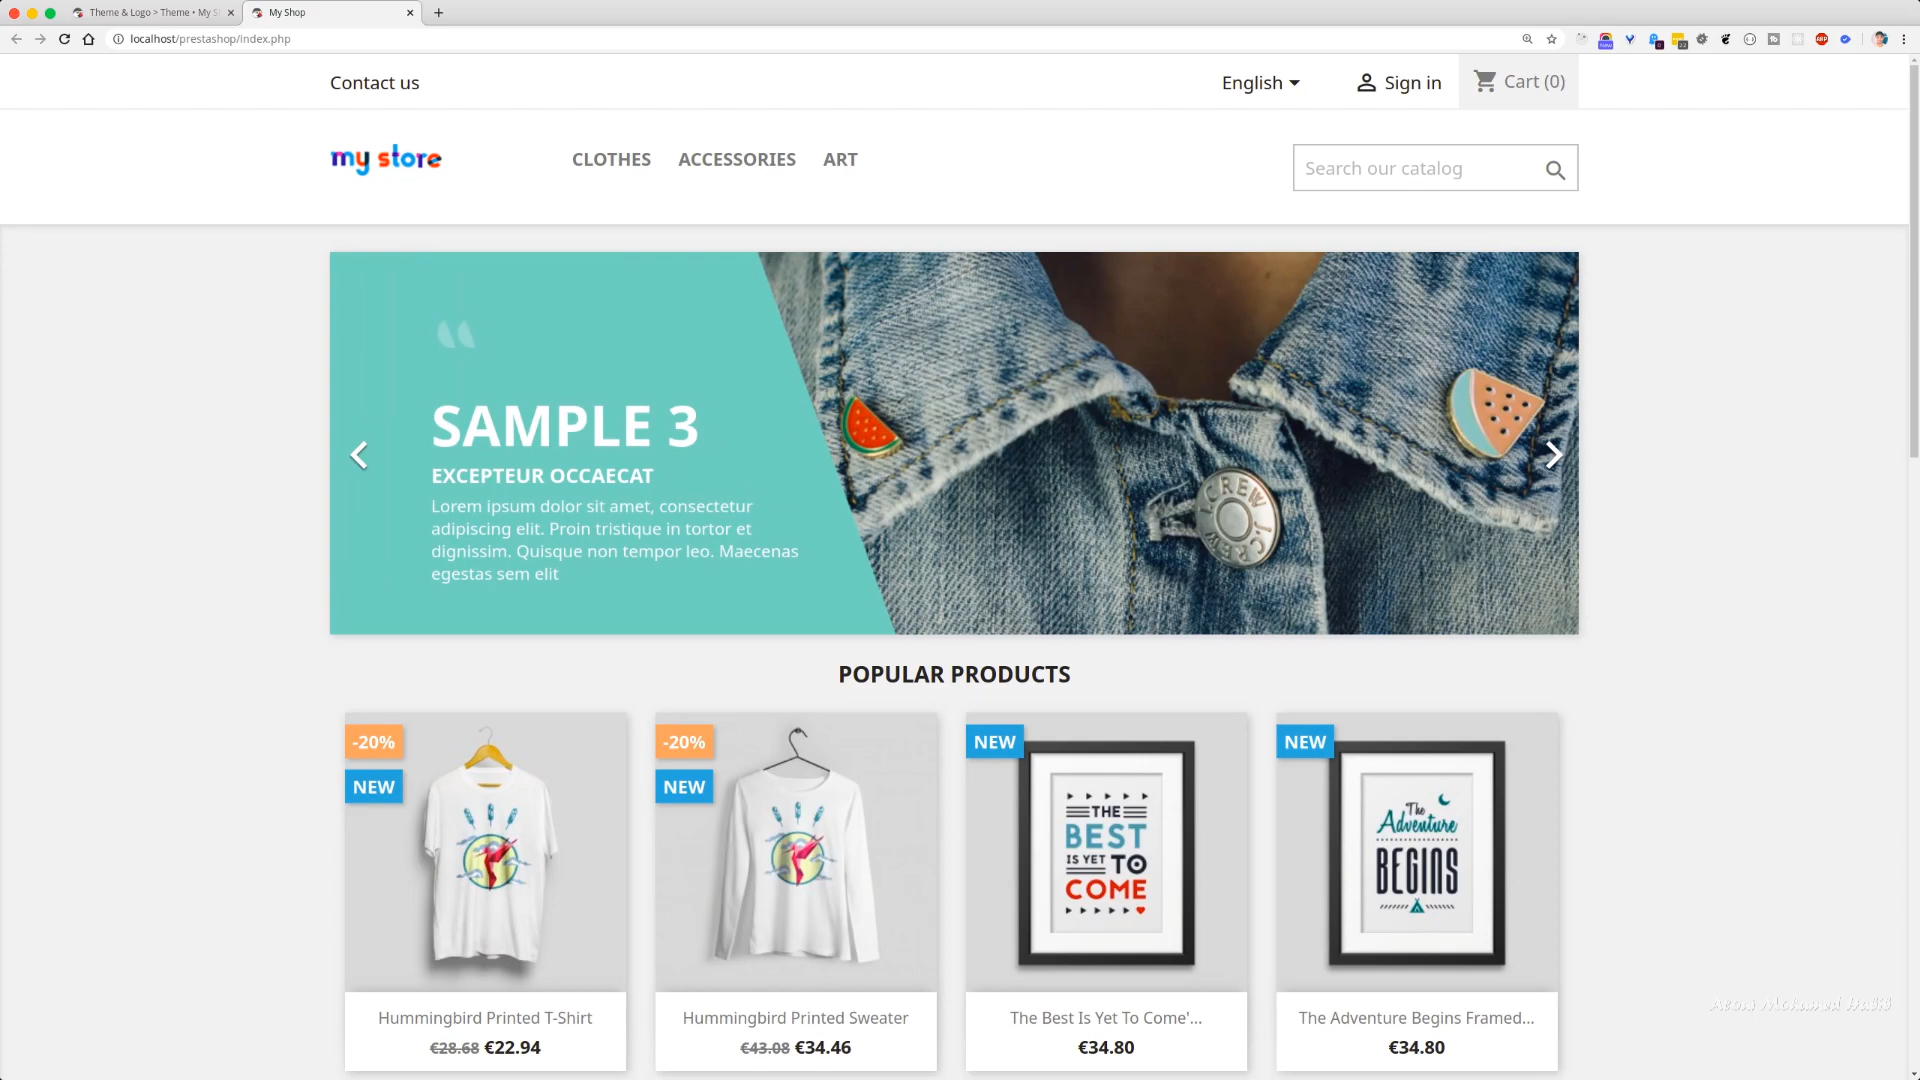 Theme & Logo > Theme • My S
My Shop
localhost/prestashop/index.php
Contact us
English
Sign in
Cart (0)
my store
CLOTHES
ACCESSORIES
ART
Search our catalog
“
SAMPLE 3
EXCEPTEUR OCCAECAT
Lorem ipsum dolor sit amet, consectetur
adipiscing elit. Proin tristique in tortor et
dignissim. Quisque non tempor leo. Maecenas
egestas sem elit
J.CREW J.CREW
POPULAR PRODUCTS
-20%
NEW
-20%
NEW
NEW
THE
BEST
IS YET TO
COME
NEW
The
Adventure
BEGINS
Hummingbird Printed T-Shirt
€28.68 €22.94
Hummingbird Printed Sweater
€43.08 €34.46
The Best Is Yet To Come'...
€34.80
The Adventure Begins Framed...
€34.80